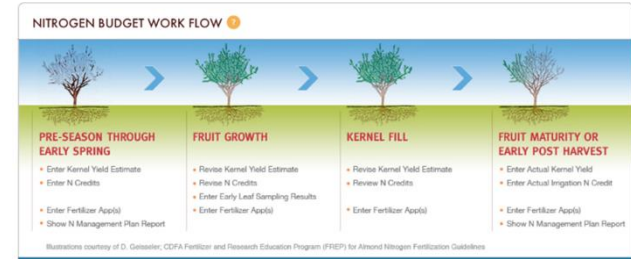 NITROGEN BUDGET WORK FLOW ?
PRE-SEASON THROUGH
EARLY SPRING
• Enter Kernel Yield Estimate
• Enter N Credits
• Enter Fertilizer App(s)
• Show N Management Plan Report
FRUIT GROWTH
• Revise Kernel Yield Estimate
• Revise N Credits
• Enter Early Leaf Sampling Results
• Enter Fertilizer App(s)
KERNEL FILL
• Revise Kernel Yield Estimate
• Review N Credits
• Enter Fertilizer App(s)
FRUIT MATURITY OR
EARLY POST HARVEST
• Enter Actual Kernel Yield
• Enter Actual Irrigation N Credit
• Enter Fertilizer App(s)
• Show N Management Plan Report
Illustrations courtesy of D. Geisseler; CDFA Fertilizer and Research Education Program (FREP) for Almond Nitrogen Fertilization Guidelines